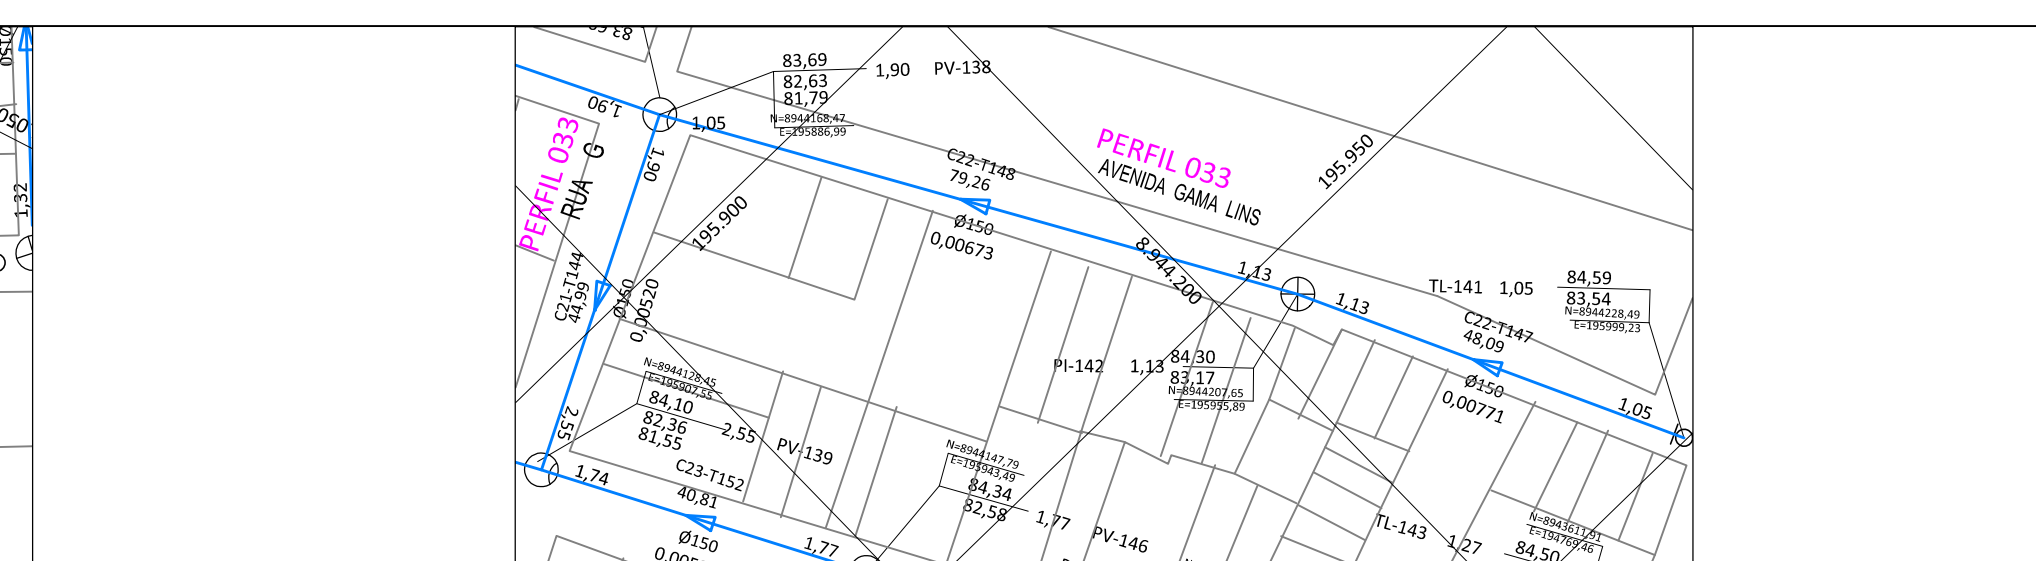 Ø150
1,32
83,69
82,63
81,79
N=8944168,47
E=195886,99
1,90
PV-138
1,90
1,05
1,90
PERFIL 033
RUA G
C21-T144
44,99
Ø150
0,00520
195.900
C22-T148
79,26
Ø150
0,00673
PERFIL 033
AVENIDA GAMA LINS
195.950
8.944.200
1,13
1,13
TL-141
1,05
84,59
83,54
N=8944228,49
E=195999,23
C22-T147
48,09
Ø150
0,00771
1,05
PI-142
1,13
84,30
83,17
N=8944207,65
E=195955,89
N=8944128,45
E=195907,55
84,10
82,36
81,55
2,55
2,55
PV-139
C23-T152
40,81
1,74
Ø150
1,77
N=8944147,79
E=195943,49
84,34
82,58
1,77
PV-146
TL-143
1,27
N=8943611,91
E=194769,46
84,50